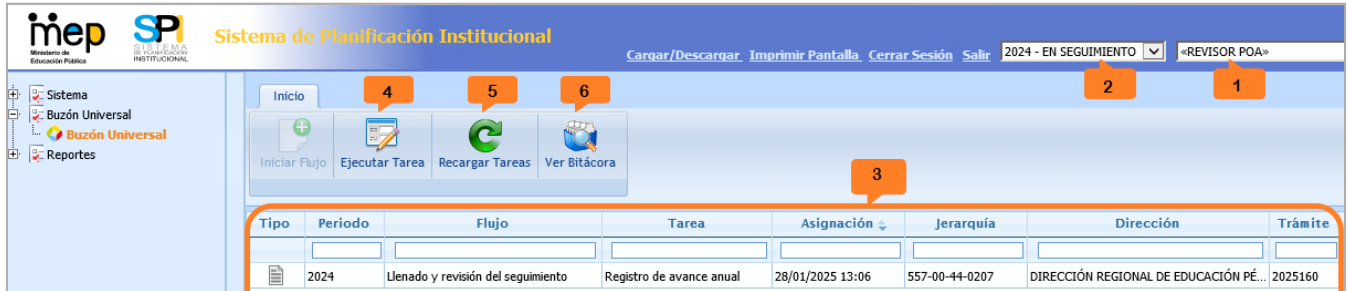 mep
Ministerio de
Educación Pública
SPI
SISTEMA
DE PLANIFICACIÓN
INSTITUCIONAL
Sistema de Planificación Institucional
Cargar/Descargar Imprimir Pantalla Cerrar Sesión Salir 2024 - EN SEGUIMIENTO «REVISOR POA»
2 1
Sistema
Buzón Universal
Buzón Universal
Reportes
Inicio
4 5 6
Iniciar Flujo Ejecutar Tarea Recargar Tareas Ver Bitácora
3
Tipo Periodo Flujo Tarea Asignación Jerarquía Dirección Trámite
2024 Llenado y revisión del seguimiento Registro de avance anual 28/01/2025 13:06 557-00-44-0207 DIRECCIÓN REGIONAL DE EDUCACIÓN PÉ... 2025160